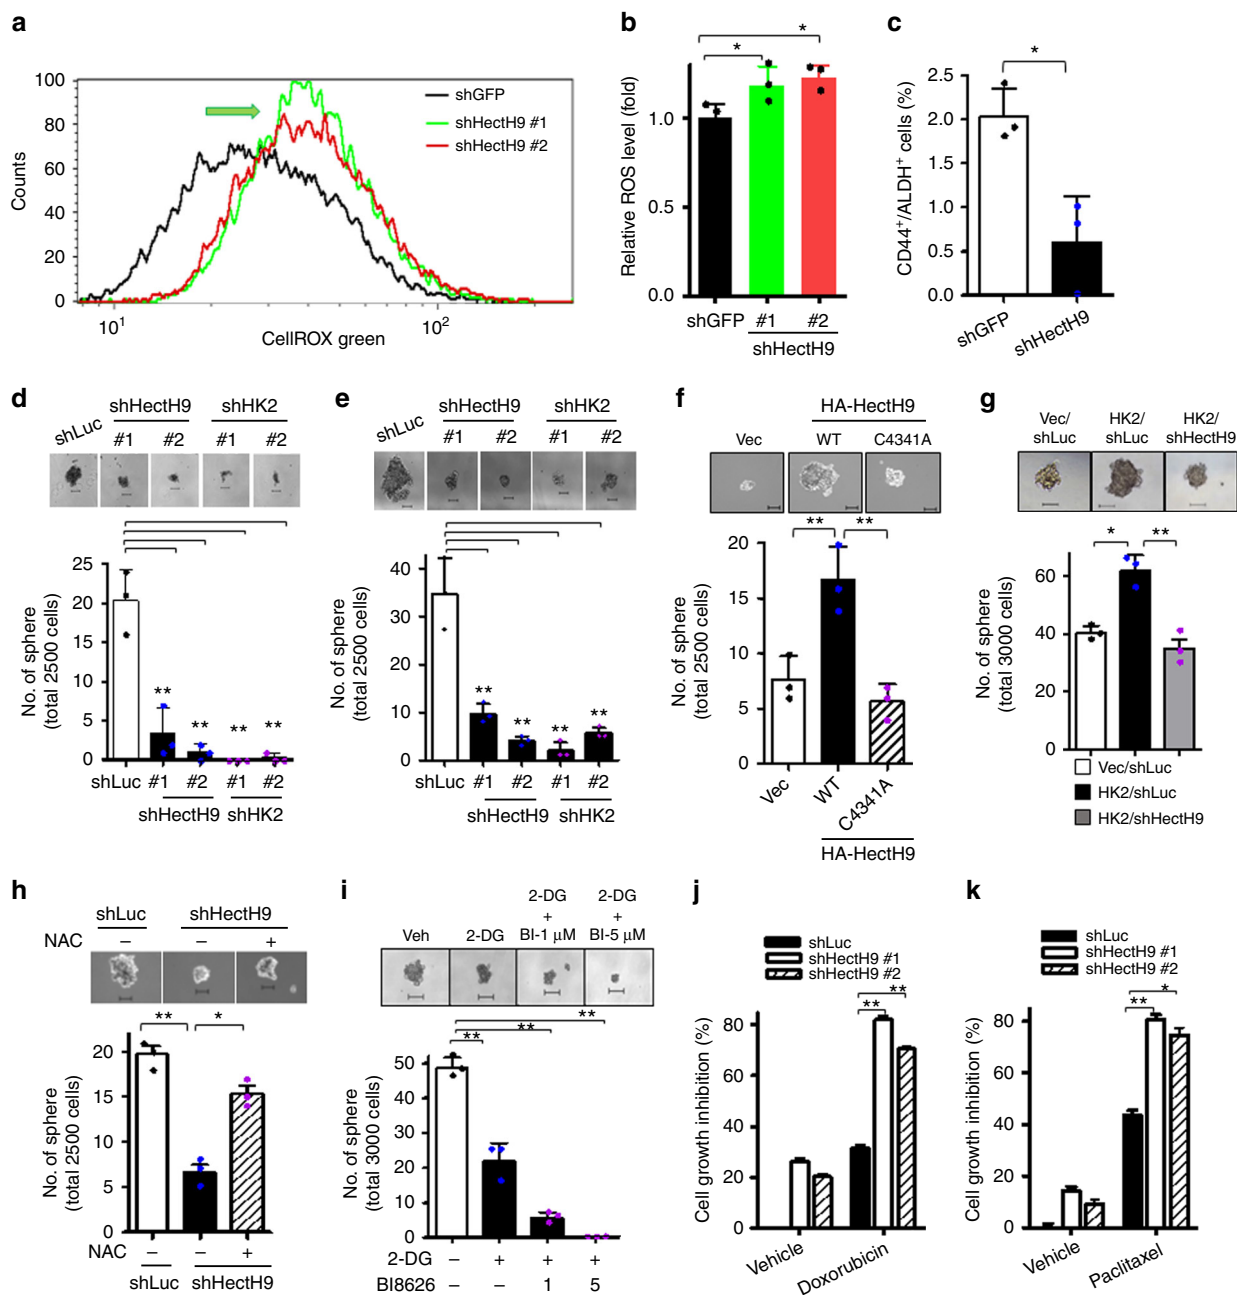 a
100
80
60
40
20
0
Counts
10¹
10²
CellROX green
shGFP
shHectH9 #1
shHectH9 #2
b
*
*
1.0
0.5
0.0
Relative ROS level (fold)
shGFP #1 #2
shHectH9
c
*
2.5
2.0
1.5
1.0
0.5
0.0
CD44⁺/ALDH⁺ cells (%)
shGFP
shHectH9
d
shLuc
shHectH9 shHK2
#1 #2 #1 #2
25
20
15
10
5
0
No. of sphere
(total 2500 cells)
** ** ** **
shLuc #1 #2 #1 #2
shHectH9 shHK2
e
shLuc
shHectH9 shHK2
#1 #2 #1 #2
40
30
20
10
0
No. of sphere
(total 2500 cells)
** ** ** **
shLuc #1 #2 #1 #2
shHectH9 shHK2
f
HA-HectH9
Vec WT C4341A
** **
20
15
10
5
0
No. of sphere
(total 2500 cells)
Vec
WT
C4341A
HA-HectH9
g
Vec/
shLuc
HK2/
shLuc
HK2/
shHectH9
* **
60
40
20
0
No. of sphere
(total 3000 cells)
Vec/shLuc
HK2/shLuc
HK2/shHectH9
h
shLuc shHectH9
NAC – – +
** *
20
15
10
5
0
No. of sphere
(total 2500 cells)
NAC – – +
shLuc shHectH9
i
Veh
2-DG
2-DG
+
BI-1 µM
2-DG
+
BI-5 µM
**
**
**
50
40
30
20
10
0
No. of sphere
(total 3000 cells)
2-DG – + + +
BI8626 – – 1 5
j
shLuc
shHectH9 #1
shHectH9 #2
**
**
80
60
40
20
0
Cell growth inhibition (%)
Vehicle
Doxorubicin
k
shLuc
shHectH9 #1
shHectH9 #2
*
**
80
60
40
20
0
Cell growth inhibition (%)
Vehicle
Paclitaxel